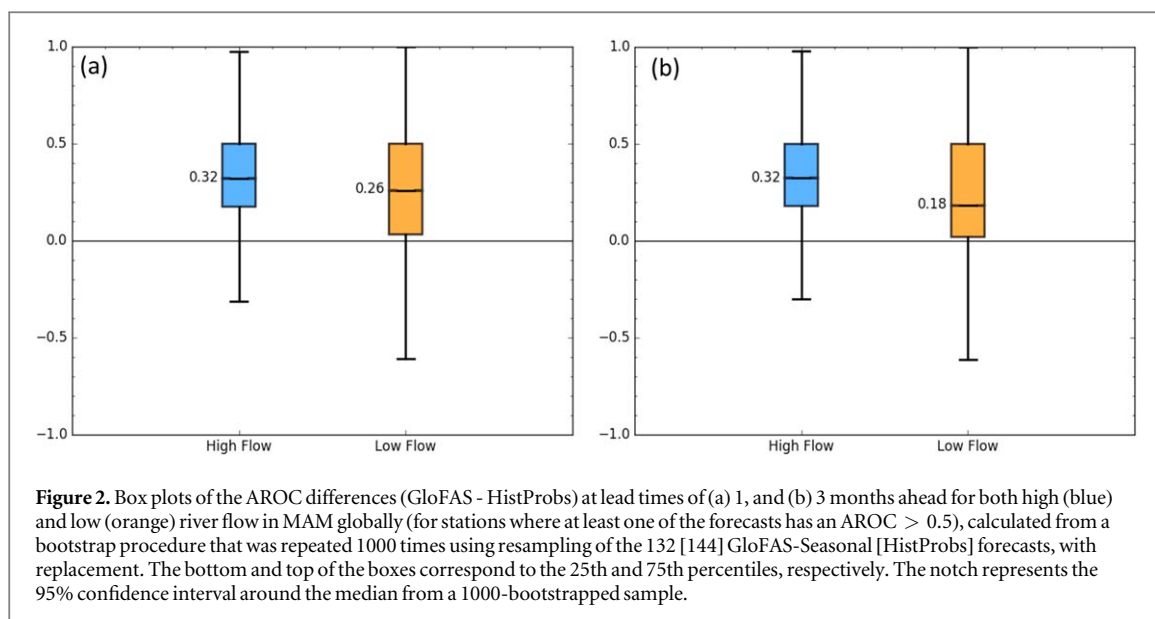 (a)
1.0
0.5
0.0
−0.5
−1.0
0.32
0.26
High Flow
Low Flow
(b)
1.0
0.5
0.0
−0.5
−1.0
0.32
0.18
High Flow
Low Flow
Figure 2. Box plots of the AROC differences (GloFAS - HistProbs) at lead times of (a) 1, and (b) 3 months ahead for both high (blue)
and low (orange) river flow in MAM globally (for stations where at least one of the forecasts has an AROC > 0.5), calculated from a
bootstrap procedure that was repeated 1000 times using resampling of the 132 [144] GloFAS-Seasonal [HistProbs] forecasts, with
replacement. The bottom and top of the boxes correspond to the 25th and 75th percentiles, respectively. The notch represents the
95% confidence interval around the median from a 1000-bootstrapped sample.